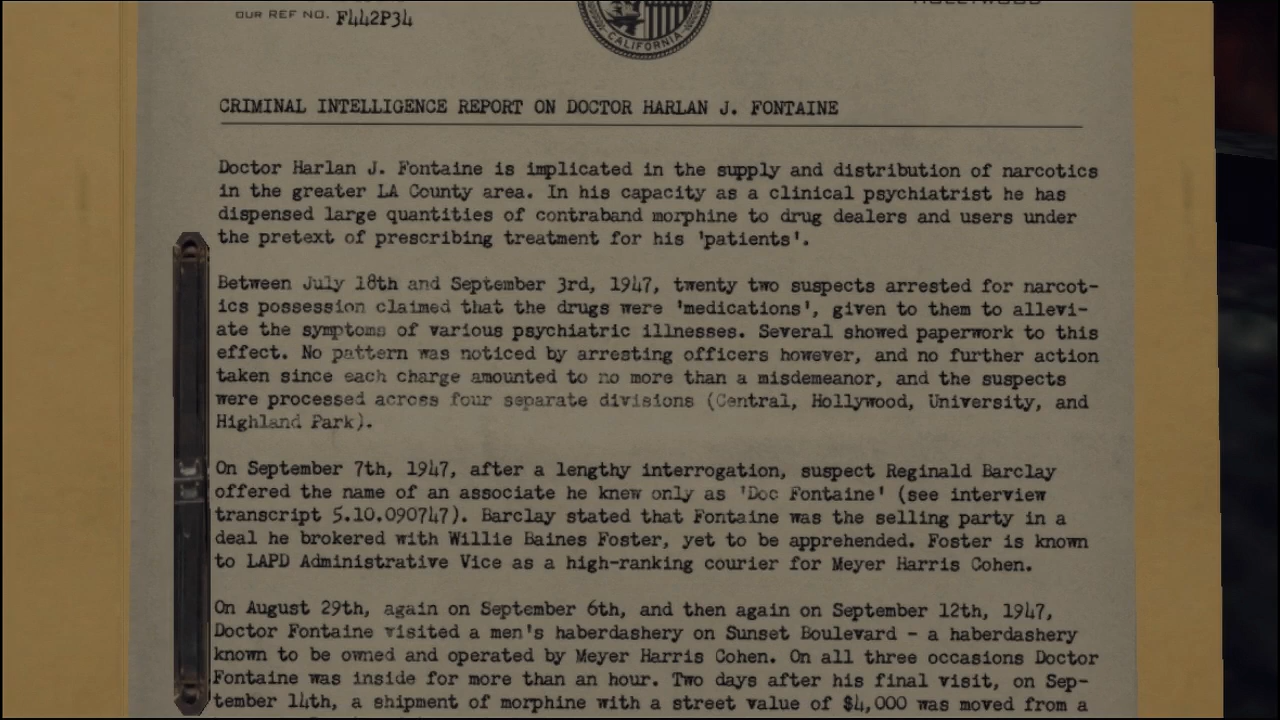 OUR REF NO. F442P34
HOLLYWOOD
CALIFORNIA
CRIMINAL INTELLIGENCE REPORT ON DOCTOR HARLAN J. FONTAINE
Doctor Harlan J. Fontaine is implicated in the supply and distribution of narcotics
in the greater LA County area. In his capacity as a clinical psychiatrist he has
dispensed large quantities of contraband morphine to drug dealers and users under
the pretext of prescribing treatment for his 'patients'.
Between July 18th and September 3rd, 1947, twenty two suspects arrested for narcot-
ics possession claimed that the drugs were 'medications', given to them to allevi-
ate the symptoms of various psychiatric illnesses. Several showed paperwork to this
effect. No pattern was noticed by arresting officers however, and no further action
taken since each charge amounted to no more than a misdemeanor, and the suspects
were processed across four separate divisions (Central, Hollywood, University, and
Highland Park).
On September 7th, 1947, after a lengthy interrogation, suspect Reginald Barclay
offered the name of an associate he knew only as 'Doc Fontaine' (see interview
transcript 5.10.090747). Barclay stated that Fontaine was the selling party in a
deal he brokered with Willie Baines Foster, yet to be apprehended. Foster is known
to LAPD Administrative Vice as a high-ranking courier for Meyer Harris Cohen.
On August 29th, again on September 6th, and then again on September 12th, 1947,
Doctor Fontaine visited a men's haberdashery on Sunset Boulevard - a haberdashery
known to be owned and operated by Meyer Harris Cohen. On all three occasions Doctor
Fontaine was inside for more than an hour. Two days after his final visit, on Sep-
tember 14th, a shipment of morphine with a street value of $4,000 was moved from a